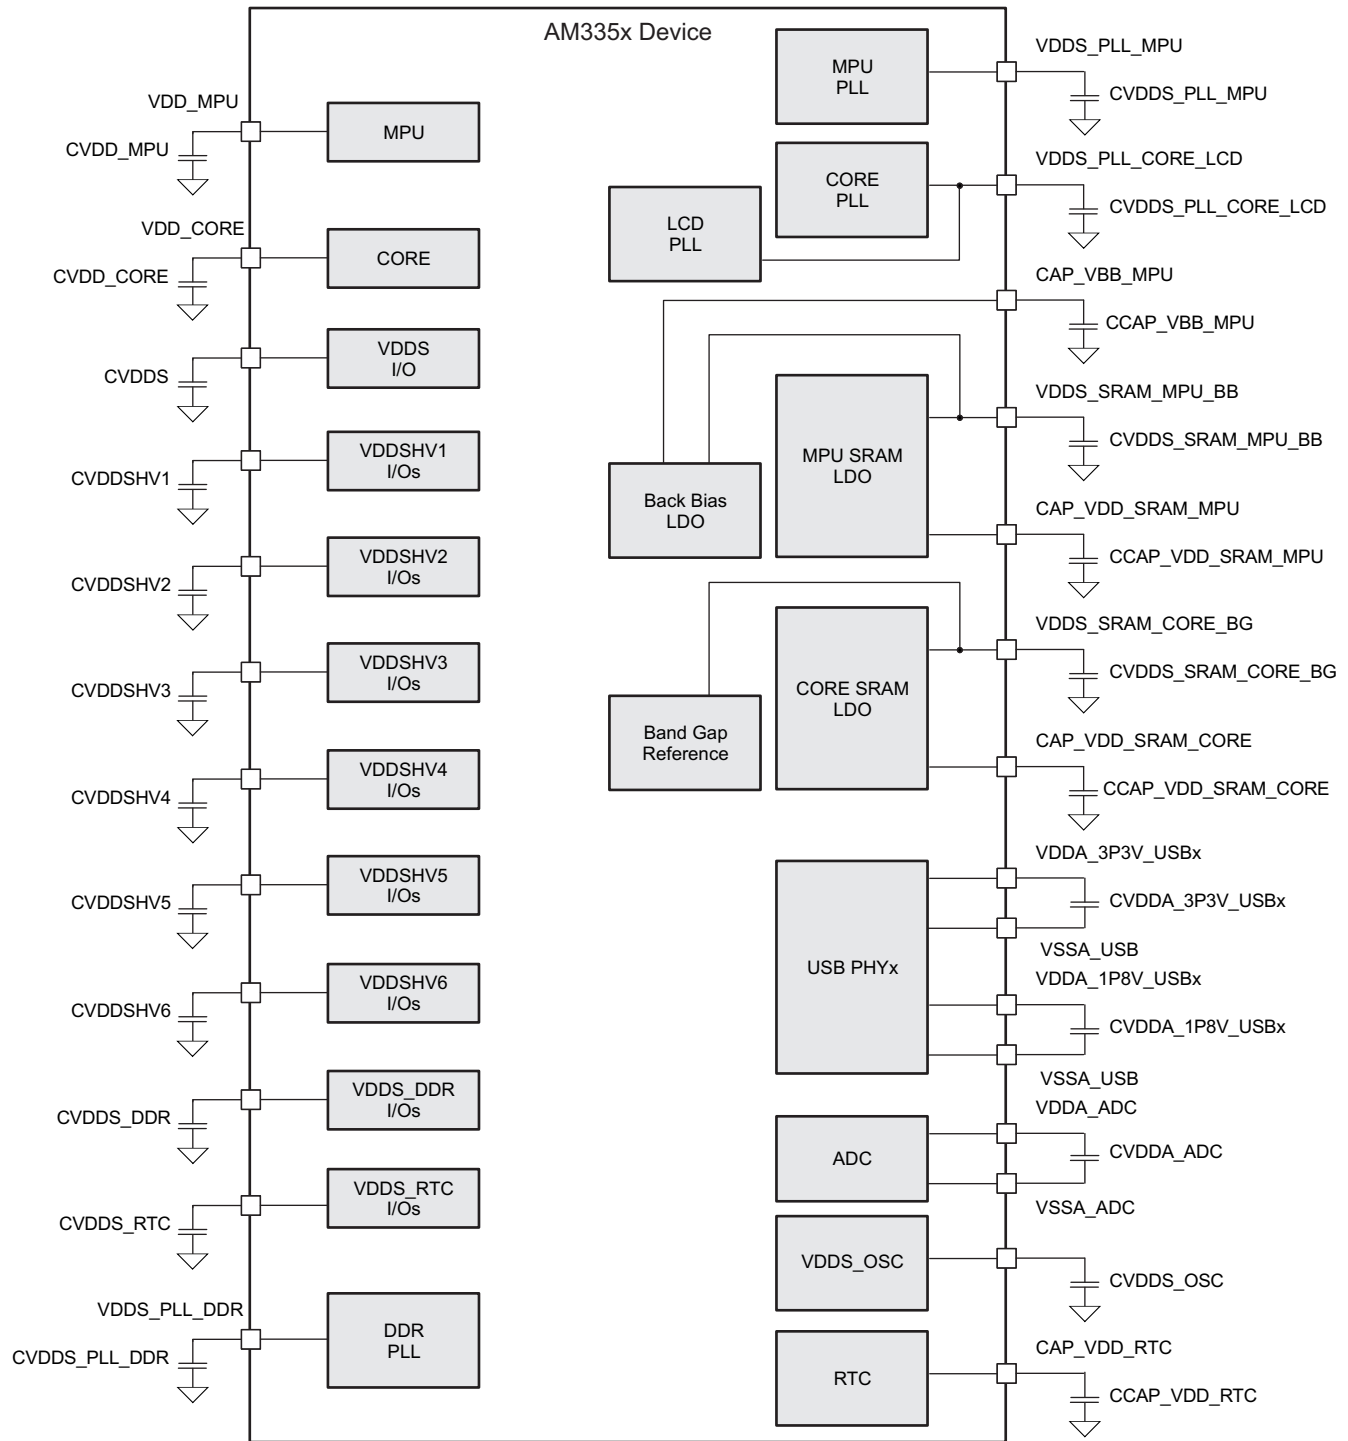 AM335x Device
VDD_MPU
CVDD_MPU
MPU
VDD_CORE
CVDD_CORE
CORE
CVDDS
VDDS
I/O
CVDDSHV1
VDDSHV1
I/Os
CVDDSHV2
VDDSHV2
I/Os
CVDDSHV3
VDDSHV3
I/Os
CVDDSHV4
VDDSHV4
I/Os
CVDDSHV5
VDDSHV5
I/Os
CVDDSHV6
VDDSHV6
I/Os
CVDDS_DDR
VDDS_DDR
I/Os
CVDDS_RTC
VDDS_RTC
I/Os
VDDS_PLL_DDR
CVDDS_PLL_DDR
DDR
PLL
MPU
PLL
VDDS_PLL_MPU
CVDDS_PLL_MPU
CORE
PLL
LCD
PLL
VDDS_PLL_CORE_LCD
CVDDS_PLL_CORE_LCD
CAP_VBB_MPU
CCAP_VBB_MPU
Back Bias
LDO
MPU SRAM
LDO
VDDS_SRAM_MPU_BB
CVDDS_SRAM_MPU_BB
CAP_VDD_SRAM_MPU
CCAP_VDD_SRAM_MPU
Band Gap
Reference
CORE SRAM
LDO
VDDS_SRAM_CORE_BG
CVDDS_SRAM_CORE_BG
CAP_VDD_SRAM_CORE
CCAP_VDD_SRAM_CORE
USB PHYx
VDDA_3P3V_USBx
CVDDA_3P3V_USBx
VSSA_USB
VDDA_1P8V_USBx
CVDDA_1P8V_USBx
VSSA_USB
ADC
VDDA_ADC
CVDDA_ADC
VSSA_ADC
VDDS_OSC
CVDDS_OSC
RTC
CAP_VDD_RTC
CCAP_VDD_RTC